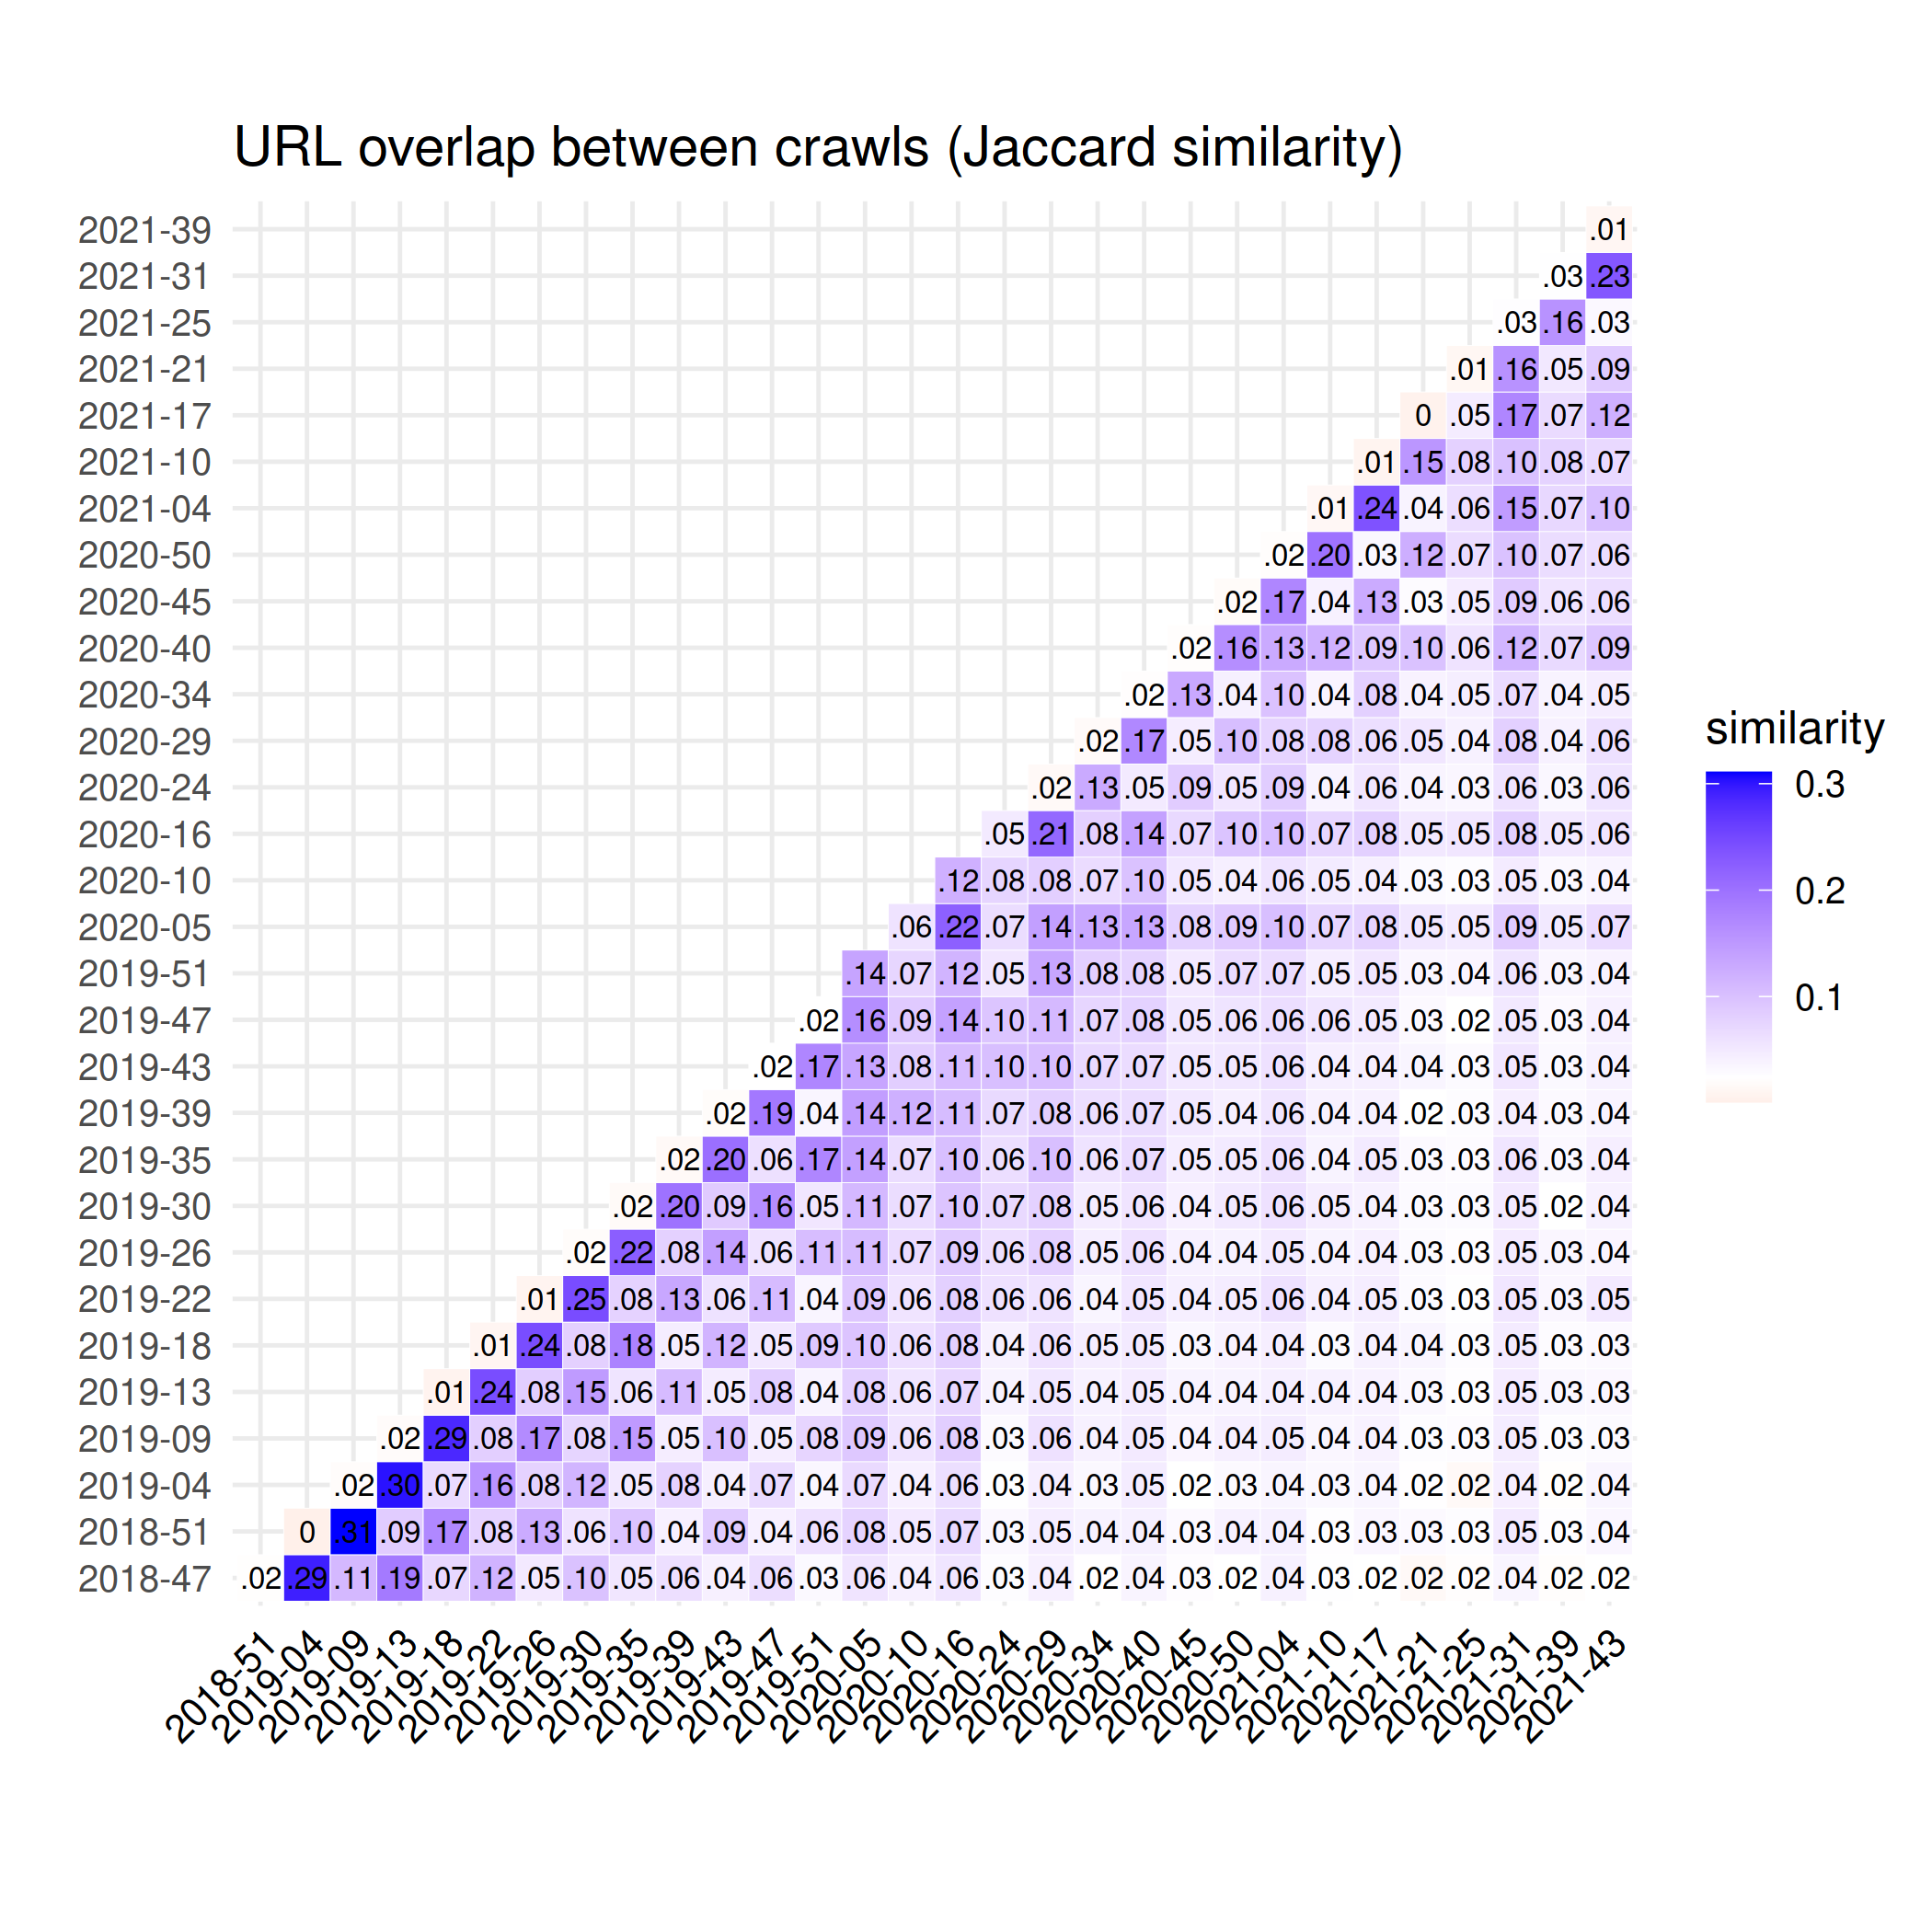 URL overlap between crawls (Jaccard similarity)
2021-39 .01
2021-31 .03 .23
2021-25 .03 .16 .03
2021-21 .01 .16 .05 .09
2021-17 0 .05 .17 .07 .12
2021-10 .01 .15 .08 .10 .08 .07
2021-04 .01 .24 .04 .06 .15 .07 .10
2020-50 .02 .20 .03 .12 .07 .10 .07 .06
2020-45 .02 .17 .04 .13 .03 .05 .09 .06 .06
2020-40 .02 .16 .13 .12 .09 .10 .06 .12 .07 .09
2020-34 .02 .13 .04 .10 .04 .08 .04 .05 .07 .04 .05
2020-29 .02 .17 .05 .10 .08 .08 .06 .05 .04 .08 .04 .06
2020-24 .02 .13 .05 .09 .05 .09 .04 .06 .04 .03 .06 .03 .06
2020-16 .05 .21 .08 .14 .07 .10 .10 .07 .08 .05 .05 .08 .05 .06
2020-10 .12 .08 .08 .07 .10 .05 .04 .06 .05 .04 .03 .03 .05 .03 .04
2020-05 .06 .22 .07 .14 .13 .13 .08 .09 .10 .07 .08 .05 .05 .09 .05 .07
2019-51 .14 .07 .12 .05 .13 .08 .08 .05 .07 .07 .05 .05 .03 .04 .06 .03 .04
2019-47 .02 .16 .09 .14 .10 .11 .07 .08 .05 .06 .06 .06 .05 .03 .02 .05 .03 .04
2019-43 .02 .17 .13 .08 .11 .10 .10 .07 .07 .05 .05 .06 .04 .04 .04 .03 .05 .03 .04
2019-39 .02 .19 .04 .14 .12 .11 .07 .08 .06 .07 .05 .04 .06 .04 .04 .02 .03 .04 .03 .04
2019-35 .02 .20 .06 .17 .14 .07 .10 .06 .10 .06 .07 .05 .05 .06 .04 .05 .03 .03 .06 .03 .04
2019-30 .02 .20 .09 .16 .05 .11 .07 .10 .07 .08 .05 .06 .04 .05 .06 .05 .04 .03 .03 .05 .02 .04
2019-26 .02 .22 .08 .14 .06 .11 .11 .07 .09 .06 .08 .05 .06 .04 .04 .05 .04 .04 .03 .03 .05 .03 .04
2019-22 .01 .25 .08 .13 .06 .11 .04 .09 .06 .08 .06 .06 .04 .05 .04 .05 .06 .04 .05 .03 .03 .05 .03 .05
2019-18 .01 .24 .08 .18 .05 .12 .05 .09 .10 .06 .08 .04 .06 .05 .05 .03 .04 .04 .03 .04 .04 .03 .05 .03 .03
2019-13 .01 .24 .08 .15 .06 .11 .05 .08 .04 .08 .06 .07 .04 .05 .04 .05 .04 .04 .04 .04 .04 .03 .03 .05 .03 .03
2019-09 .02 .29 .08 .17 .08 .15 .05 .10 .05 .08 .09 .06 .08 .03 .06 .04 .05 .04 .04 .05 .04 .04 .03 .03 .05 .03 .03
2019-04 .02 .30 .07 .16 .08 .12 .05 .08 .04 .07 .04 .07 .04 .06 .03 .04 .03 .05 .02 .03 .04 .03 .04 .02 .02 .04 .02 .04
2018-51 0 .31 .09 .17 .08 .13 .06 .10 .04 .09 .04 .06 .08 .05 .07 .03 .05 .04 .04 .03 .04 .04 .03 .03 .03 .03 .05 .03 .04
2018-47 .02 .29 .11 .19 .07 .12 .05 .10 .05 .06 .04 .06 .03 .06 .04 .06 .03 .04 .02 .04 .03 .02 .04 .03 .02 .02 .02 .04 .02 .02
2018-51 2019-04 2019-09 2019-13 2019-18 2019-22 2019-26 2019-30 2019-35 2019-39 2019-43 2019-47 2019-51 2020-05 2020-10 2020-16 2020-24 2020-29 2020-34 2020-40 2020-45 2020-50 2021-04 2021-10 2021-17 2021-21 2021-25 2021-31 2021-39 2021-43
similarity
0.3
0.2
0.1